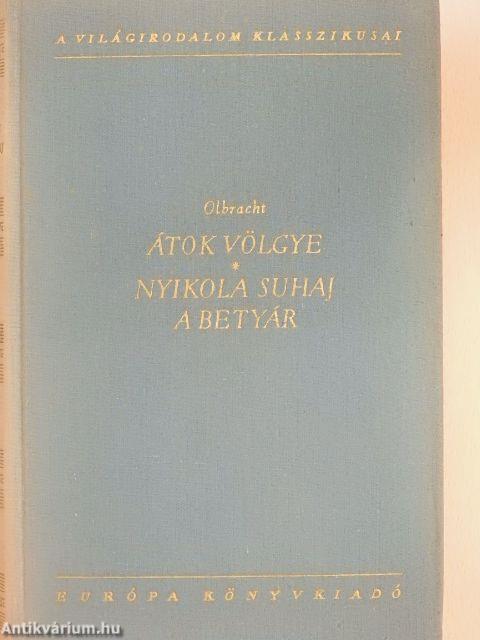 A VILÁGIRODALOM KLASSZIKUSAI
Olbracht
ÁTOK VÖLGYE
*
NYIKOLA SUHAJ
A BETYÁR
EURÓPA KÖNYVKIADÓ
Antikvárium.hu